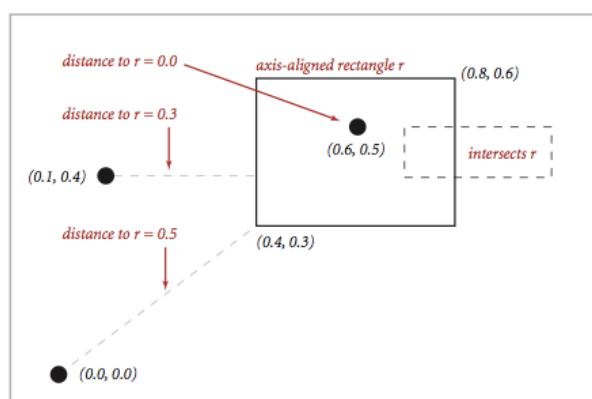 distance to r = 0.0
axis-aligned rectangle r
(0.8, 0.6)
distance to r = 0.3
(0.6, 0.5)
intersects r
(0.1, 0.4)
distance to r = 0.5
(0.4, 0.3)
(0.0, 0.0)